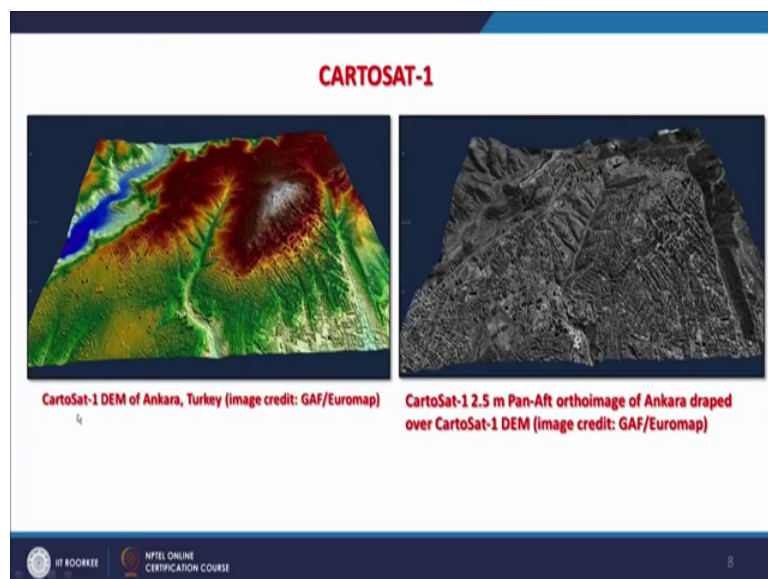 CARTOSAT-1
CartoSat-1 DEM of Ankara, Turkey (image credit: GAF/Euromap)
CartoSat-1 2.5 m Pan-Aft orthoimage of Ankara draped
over CartoSat-1 DEM (image credit: GAF/Euromap)
IIT ROORKEE
NPTEL ONLINE
CERTIFICATION COURSE
8